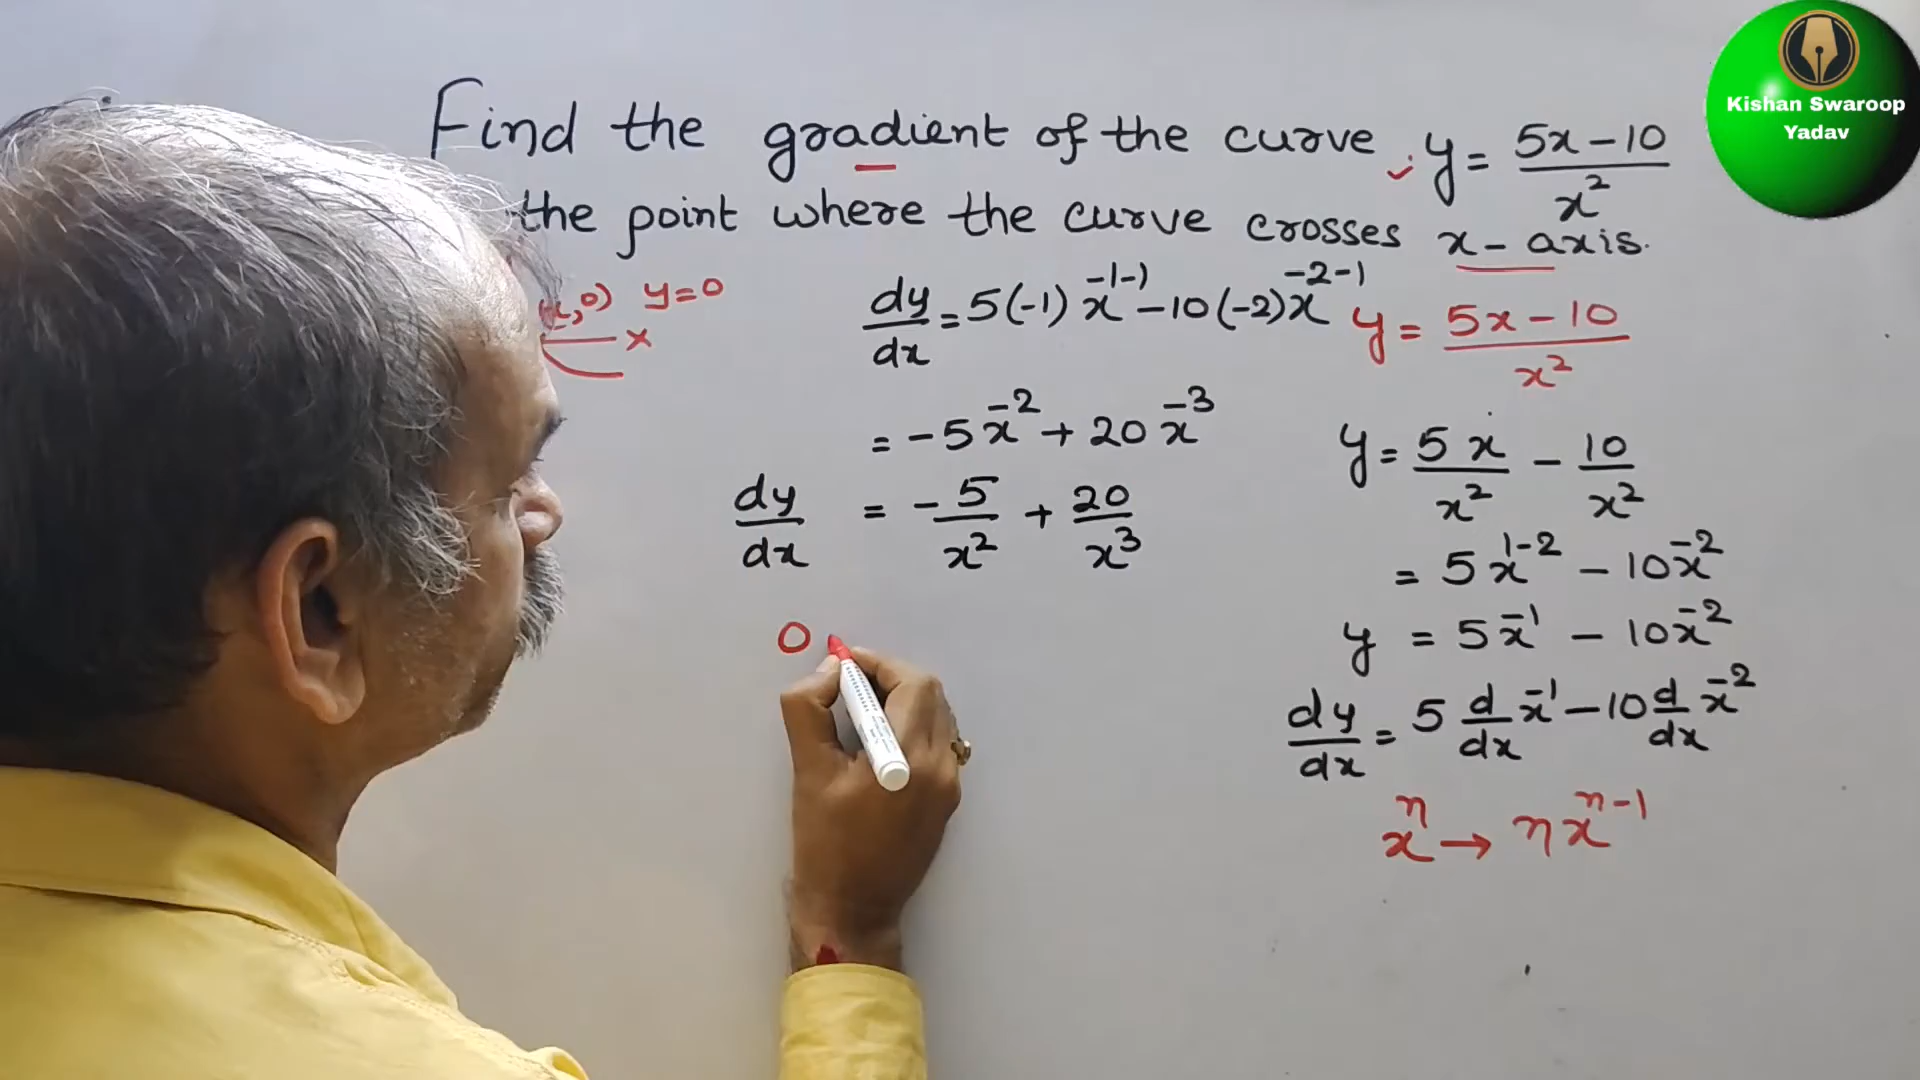 Find the gradient of the curve y = (5x - 10)/x²
the point where the curve crosses x-axis.
,0) y = 0
x
dy/dx = 5(-1) x⁻¹⁻¹ - 10(-2)x⁻²⁻¹
= -5x⁻² + 20x⁻³
dy/dx = -5/x² + 20/x³
0
y = (5x - 10)/x²
y = 5x/x² - 10/x²
= 5x¹⁻² - 10x⁻²
y = 5x⁻¹ - 10x⁻²
dy/dx = 5 d/dx x⁻¹ - 10 d/dx x⁻²
xⁿ → nxⁿ⁻¹
Kishan Swaroop
Yadav